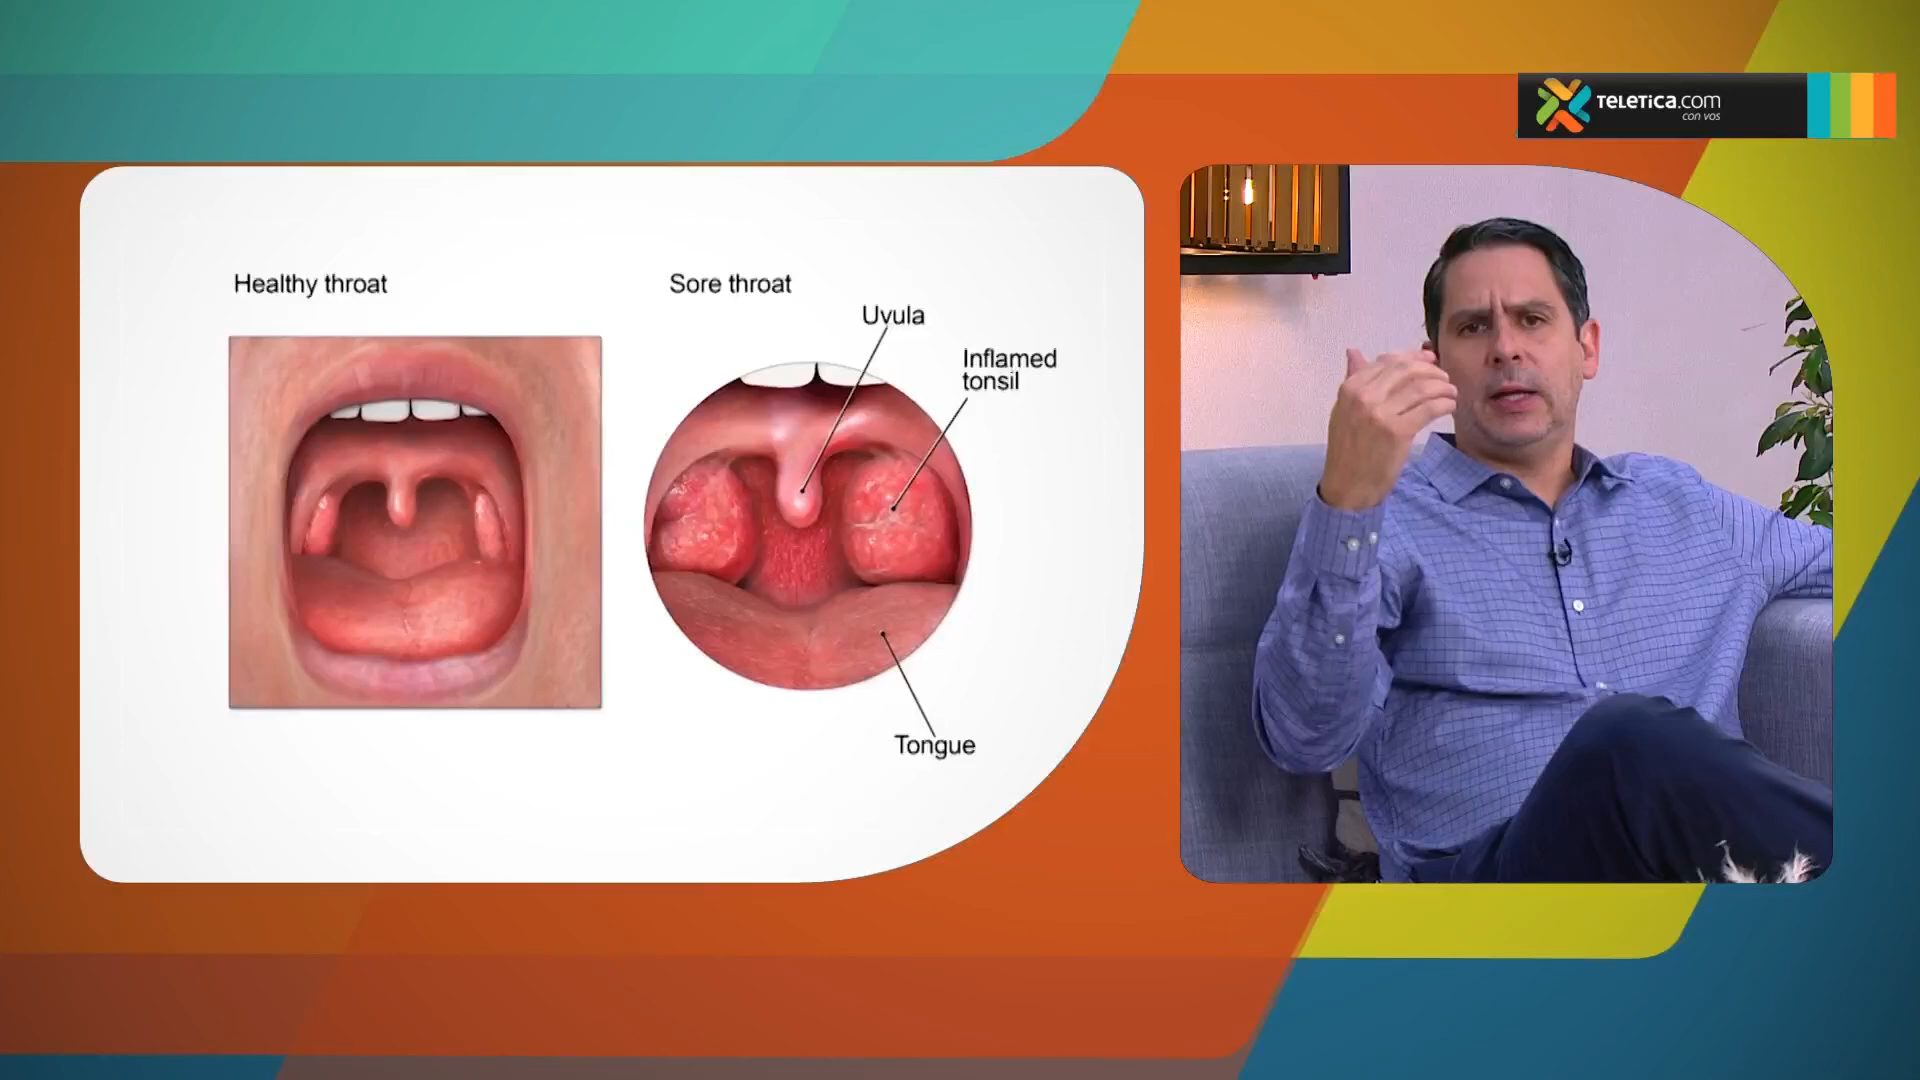 TELETICA.com
con vos
Healthy throat
Sore throat
Uvula
Inflamed
tonsil
Tongue